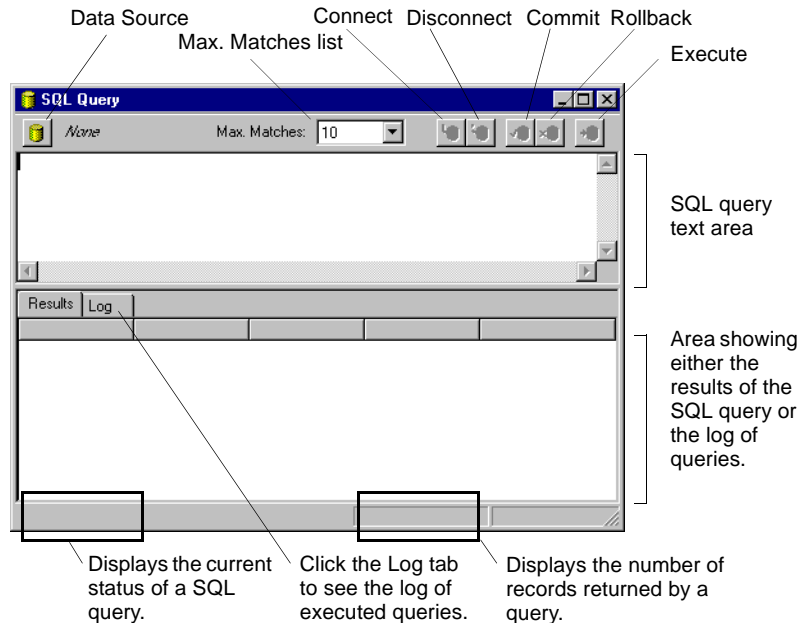 Data Source
Connect
Disconnect
Commit
Rollback
Max. Matches list
Execute
SQL Query
None
Max. Matches:
10
SQL query
text area
Results
Log
Area showing
either the
results of the
SQL query or
the log of
queries.
Displays the current
status of a SQL
query.
Click the Log tab
to see the log of
executed queries.
Displays the number of
records returned by a
query.